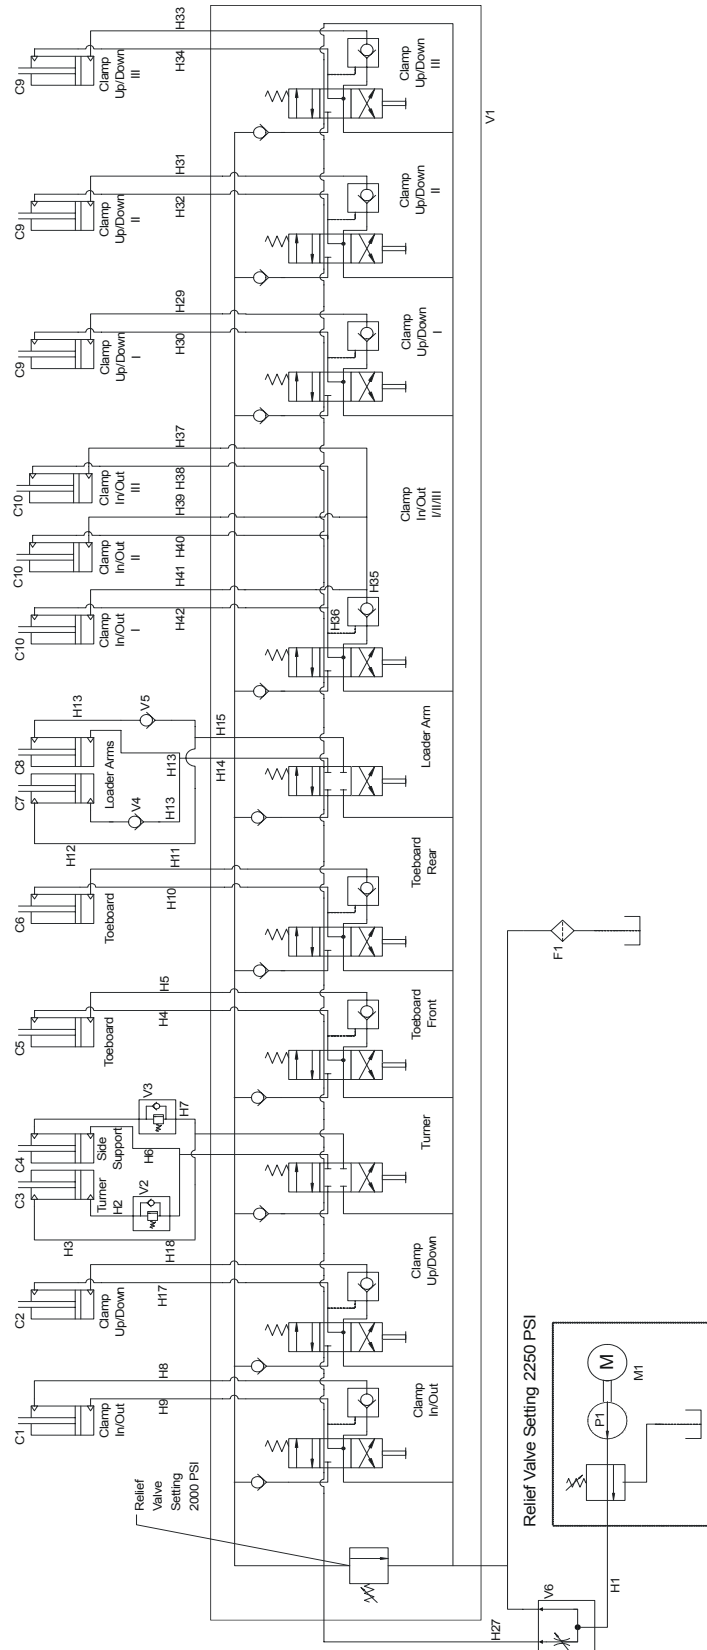 C1
Clamp
In/Out
C2
Clamp
Up/Down
C3
Turner
C4
Side
Support
C5
Toeboard
C6
Toeboard
C7
C8
Loader Arms
C10
Clamp
In/Out
I
C10
Clamp
In/Out
II
C10
Clamp
In/Out
III
C9
Clamp
Up/Down
I
C9
Clamp
Up/Down
II
C9
Clamp
Up/Down
III
H9
H8
H17
H3
H18
H2
V2
H6
V3
H7
H4
H5
H10
H11
H12
V4
H13
H13
H13
V5
H14
H15
H42
H41
H40
H39
H38
H37
H36
H35
H30
H29
H32
H31
H34
H33
Relief
Valve
Setting
2000 PSI
Clamp
In/Out
Clamp
Up/Down
Turner
Toeboard
Front
Toeboard
Rear
Loader Arm
Clamp
In/Out
I/II/III
Clamp
Up/Down
I
Clamp
Up/Down
II
Clamp
Up/Down
III
V1
H27
V6
H1
Relief Valve Setting 2250 PSI
P1
M
M1
F1